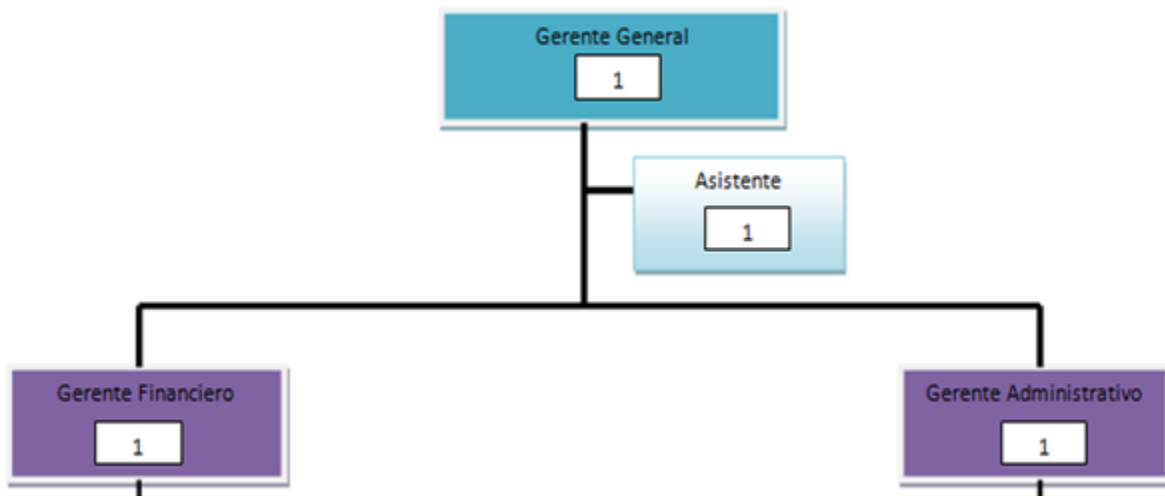 Gerente General
1
Asistente
1
Gerente Financiero
1
Gerente Administrativo
1